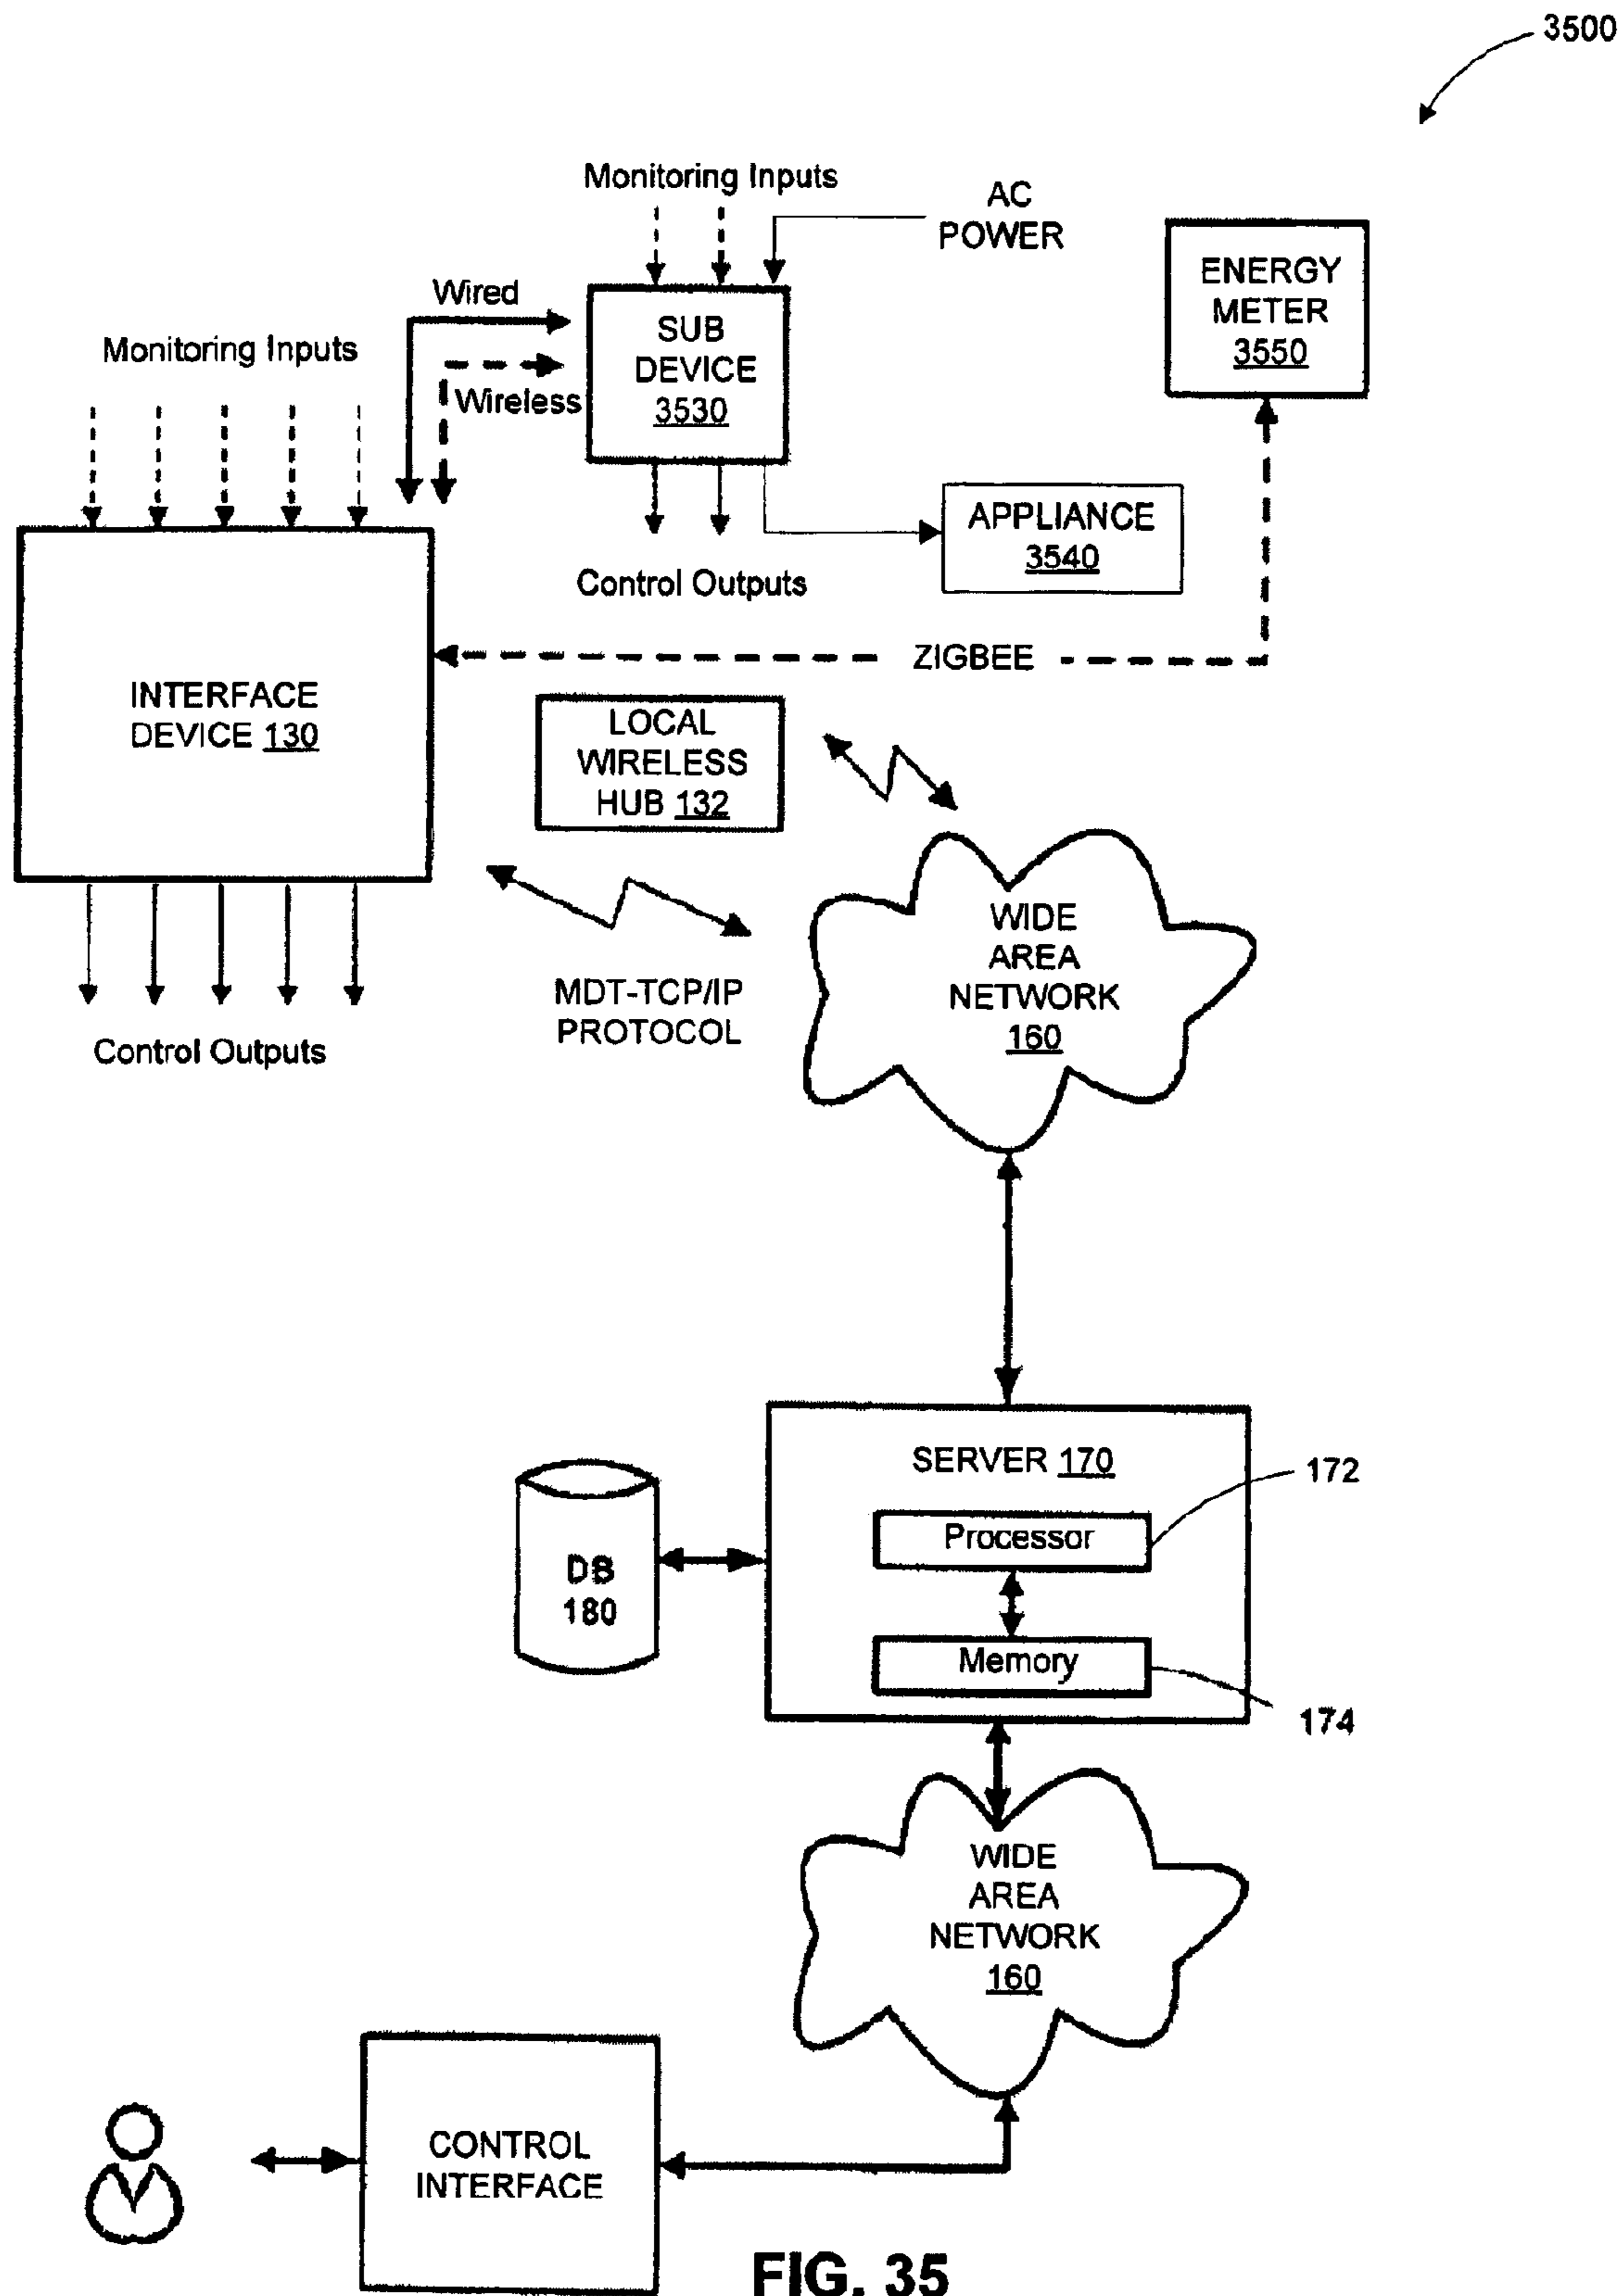 3500
Monitoring Inputs
AC
POWER
ENERGY
METER
3550
Wired
SUB
DEVICE
3530
Monitoring Inputs
Wireless
APPLIANCE
3540
Control Outputs
ZIGBEE
INTERFACE
DEVICE 130
LOCAL
WIRELESS
HUB 132
WIDE
AREA
NETWORK
160
MDT-TCP/IP
PROTOCOL
Control Outputs
SERVER 170
172
Processor
DB
180
Memory
174
WIDE
AREA
NETWORK
160
CONTROL
INTERFACE
FIG. 35